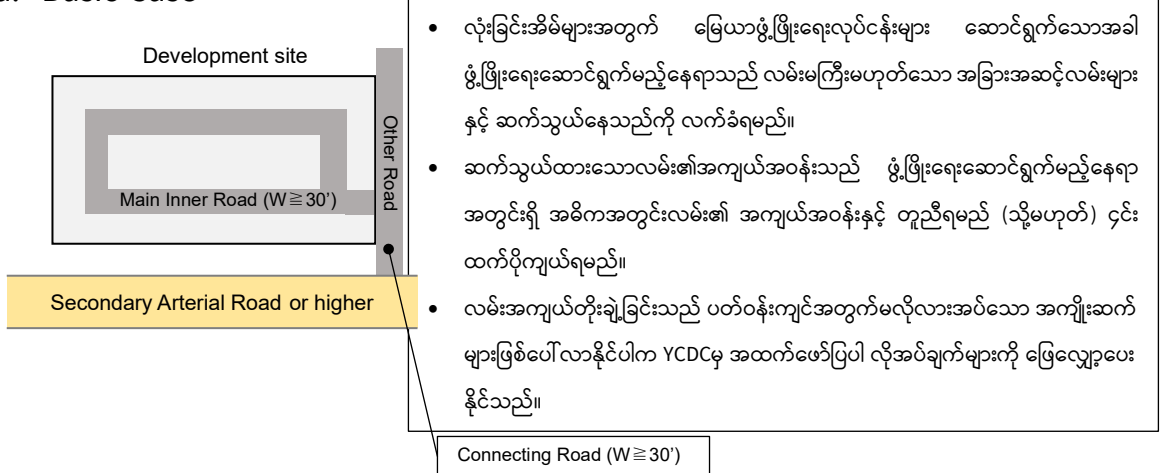 Development site
Other Road
Main Inner Road (W≧30’)
Secondary Arterial Road or higher
• လုံးခြင်းအိမ်များအတွက် မြေယာဖွံ့ဖြိုးရေးလုပ်ငန်းများ ဆောင်ရွက်သောအခါ
ဖွံ့ဖြိုးရေးဆောင်ရွက်မည့်နေရာသည် လမ်းမကြီးမဟုတ်သော အခြားအဆင့်လမ်းများ
နှင့် ဆက်သွယ်နေသည်ကို လက်ခံရမည်။
• ဆက်သွယ်ထားသောလမ်း၏အကျယ်အဝန်းသည် ဖွံ့ဖြိုးရေးဆောင်ရွက်မည့်နေရာ
အတွင်းရှိ အဓိကအတွင်းလမ်း၏ အကျယ်အဝန်းနှင့် တူညီရမည် (သို့မဟုတ်) ၄င်း
ထက်ပိုကျယ်ရမည်။
• လမ်းအကျယ်တိုးချဲ့ခြင်းသည် ပတ်ဝန်းကျင်အတွက်မလိုလားအပ်သော အကျိုးဆက်
များဖြစ်ပေါ်လာနိုင်ပါက YCDCမှ အထက်ဖော်ပြပါ လိုအပ်ချက်များကို ဖြေလျှော့ပေး
နိုင်သည်။
Connecting Road (W≧30’)